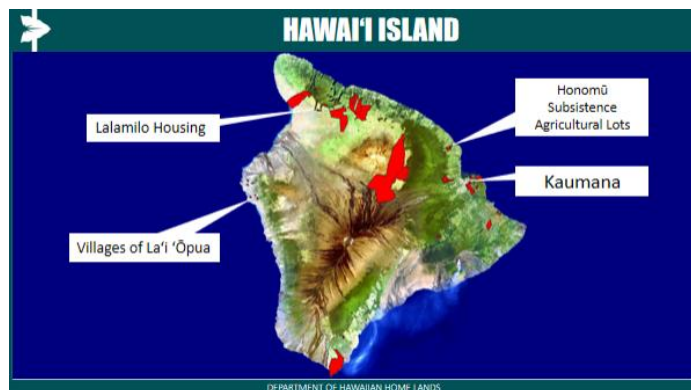 HAWAIʻI ISLAND
Lalamilo Housing
Honomū
Subsistence
Agricultural Lots
Kaumana
Villages of Laʻi ʻŌpua
DEPARTMENT OF HAWAIIAN HOME LANDS